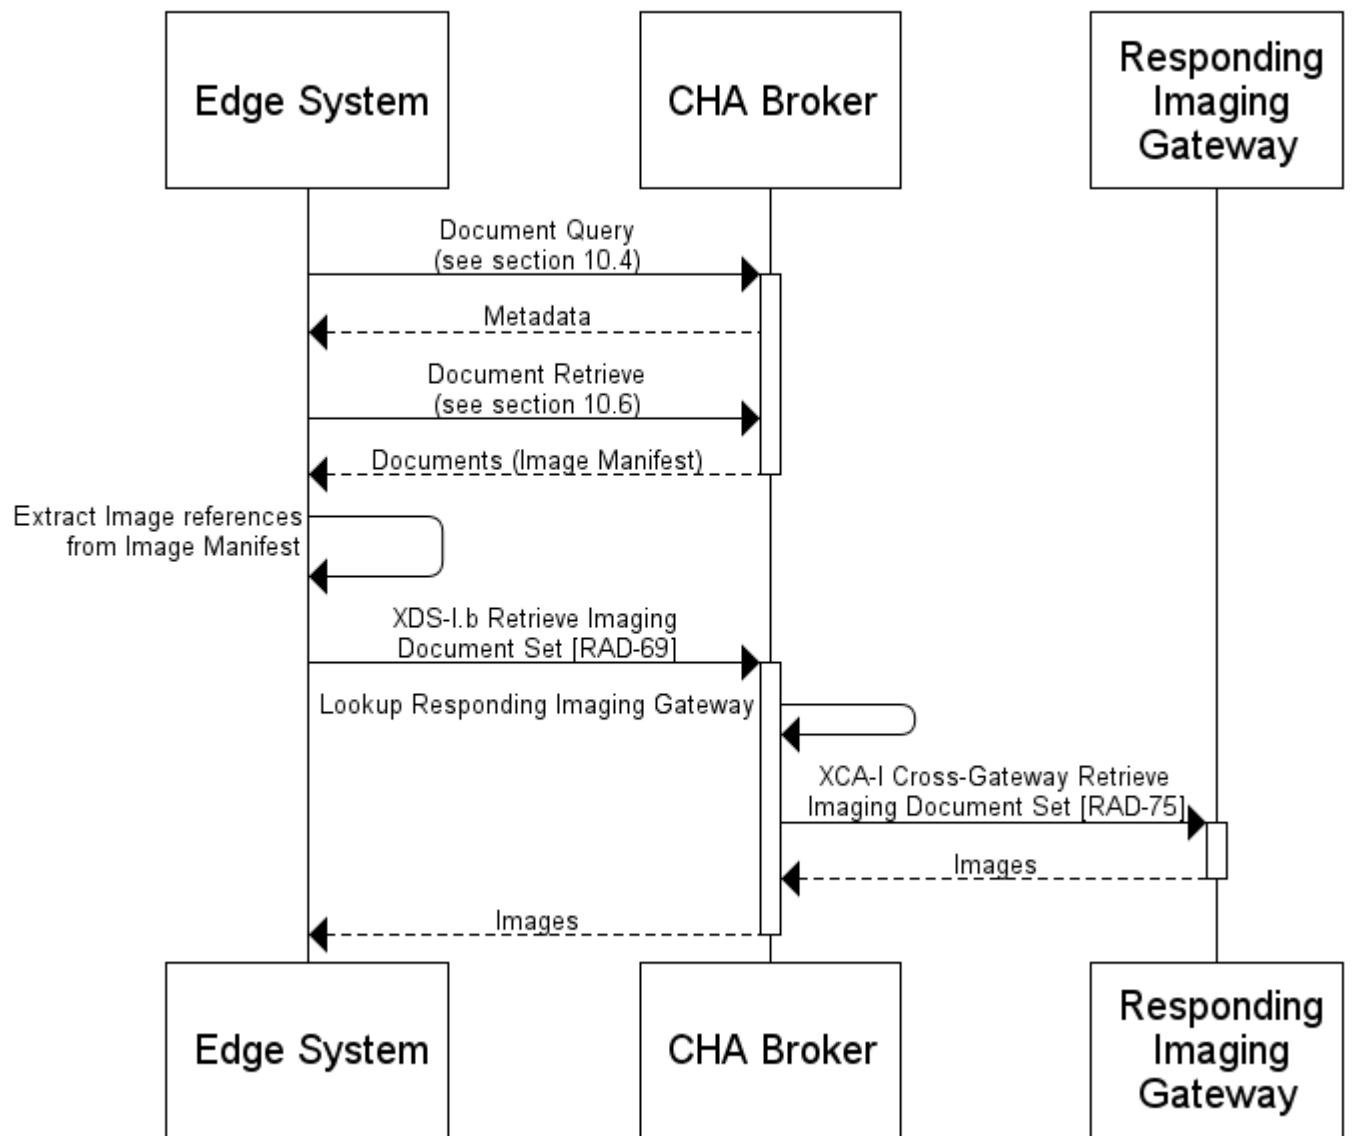 Edge System
CHA Broker
Responding
Imaging
Gateway
Document Query
(see section 10.4)
Metadata
Document Retrieve
(see section 10.6)
Documents (Image Manifest)
Extract Image references
from Image Manifest
XDS-I.b Retrieve Imaging
Document Set [RAD-69]
Lookup Responding Imaging Gateway
XCA-I Cross-Gateway Retrieve
Imaging Document Set [RAD-75]
Images
Images
Edge System
CHA Broker
Responding
Imaging
Gateway